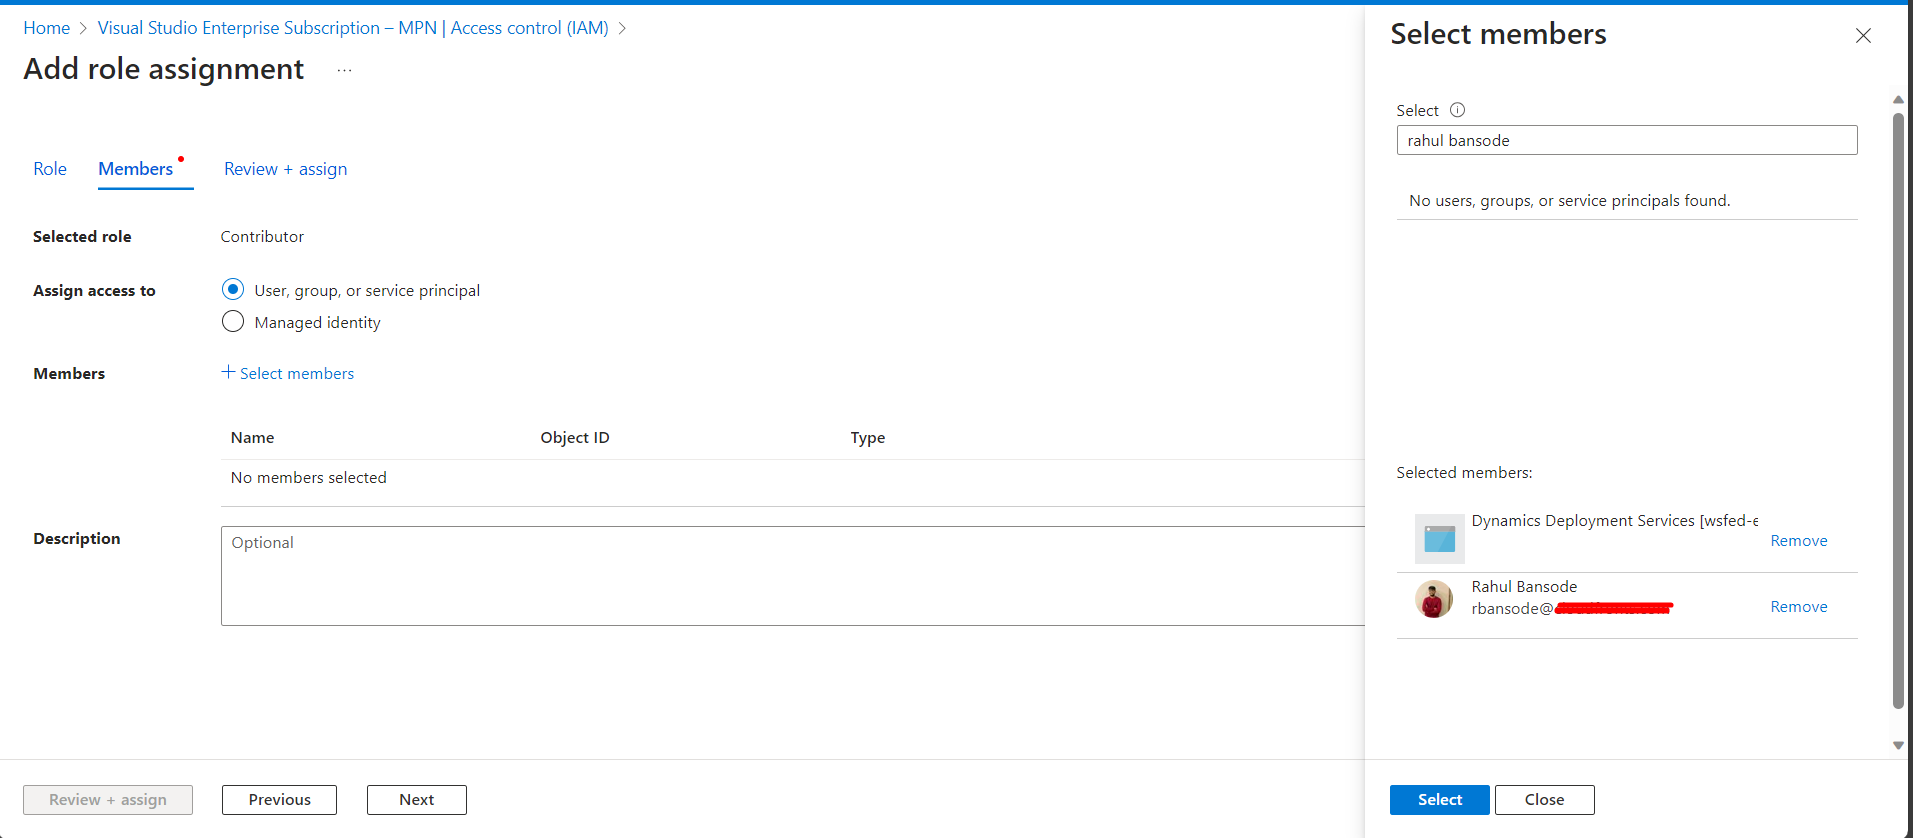 Home > Visual Studio Enterprise Subscription – MPN | Access control (IAM) >
Add role assignment ...
Role Members Review + assign
Selected role Contributor
Assign access to User, group, or service principal
Managed identity
Members + Select members
Name Object ID Type
No members selected
Description Optional
Review + assign Previous Next
Select members
Select
rahul bansode
No users, groups, or service principals found.
Selected members:
Dynamics Deployment Services [wsfed-e
Remove
Rahul Bansode
rbansode@
Remove
Select Close